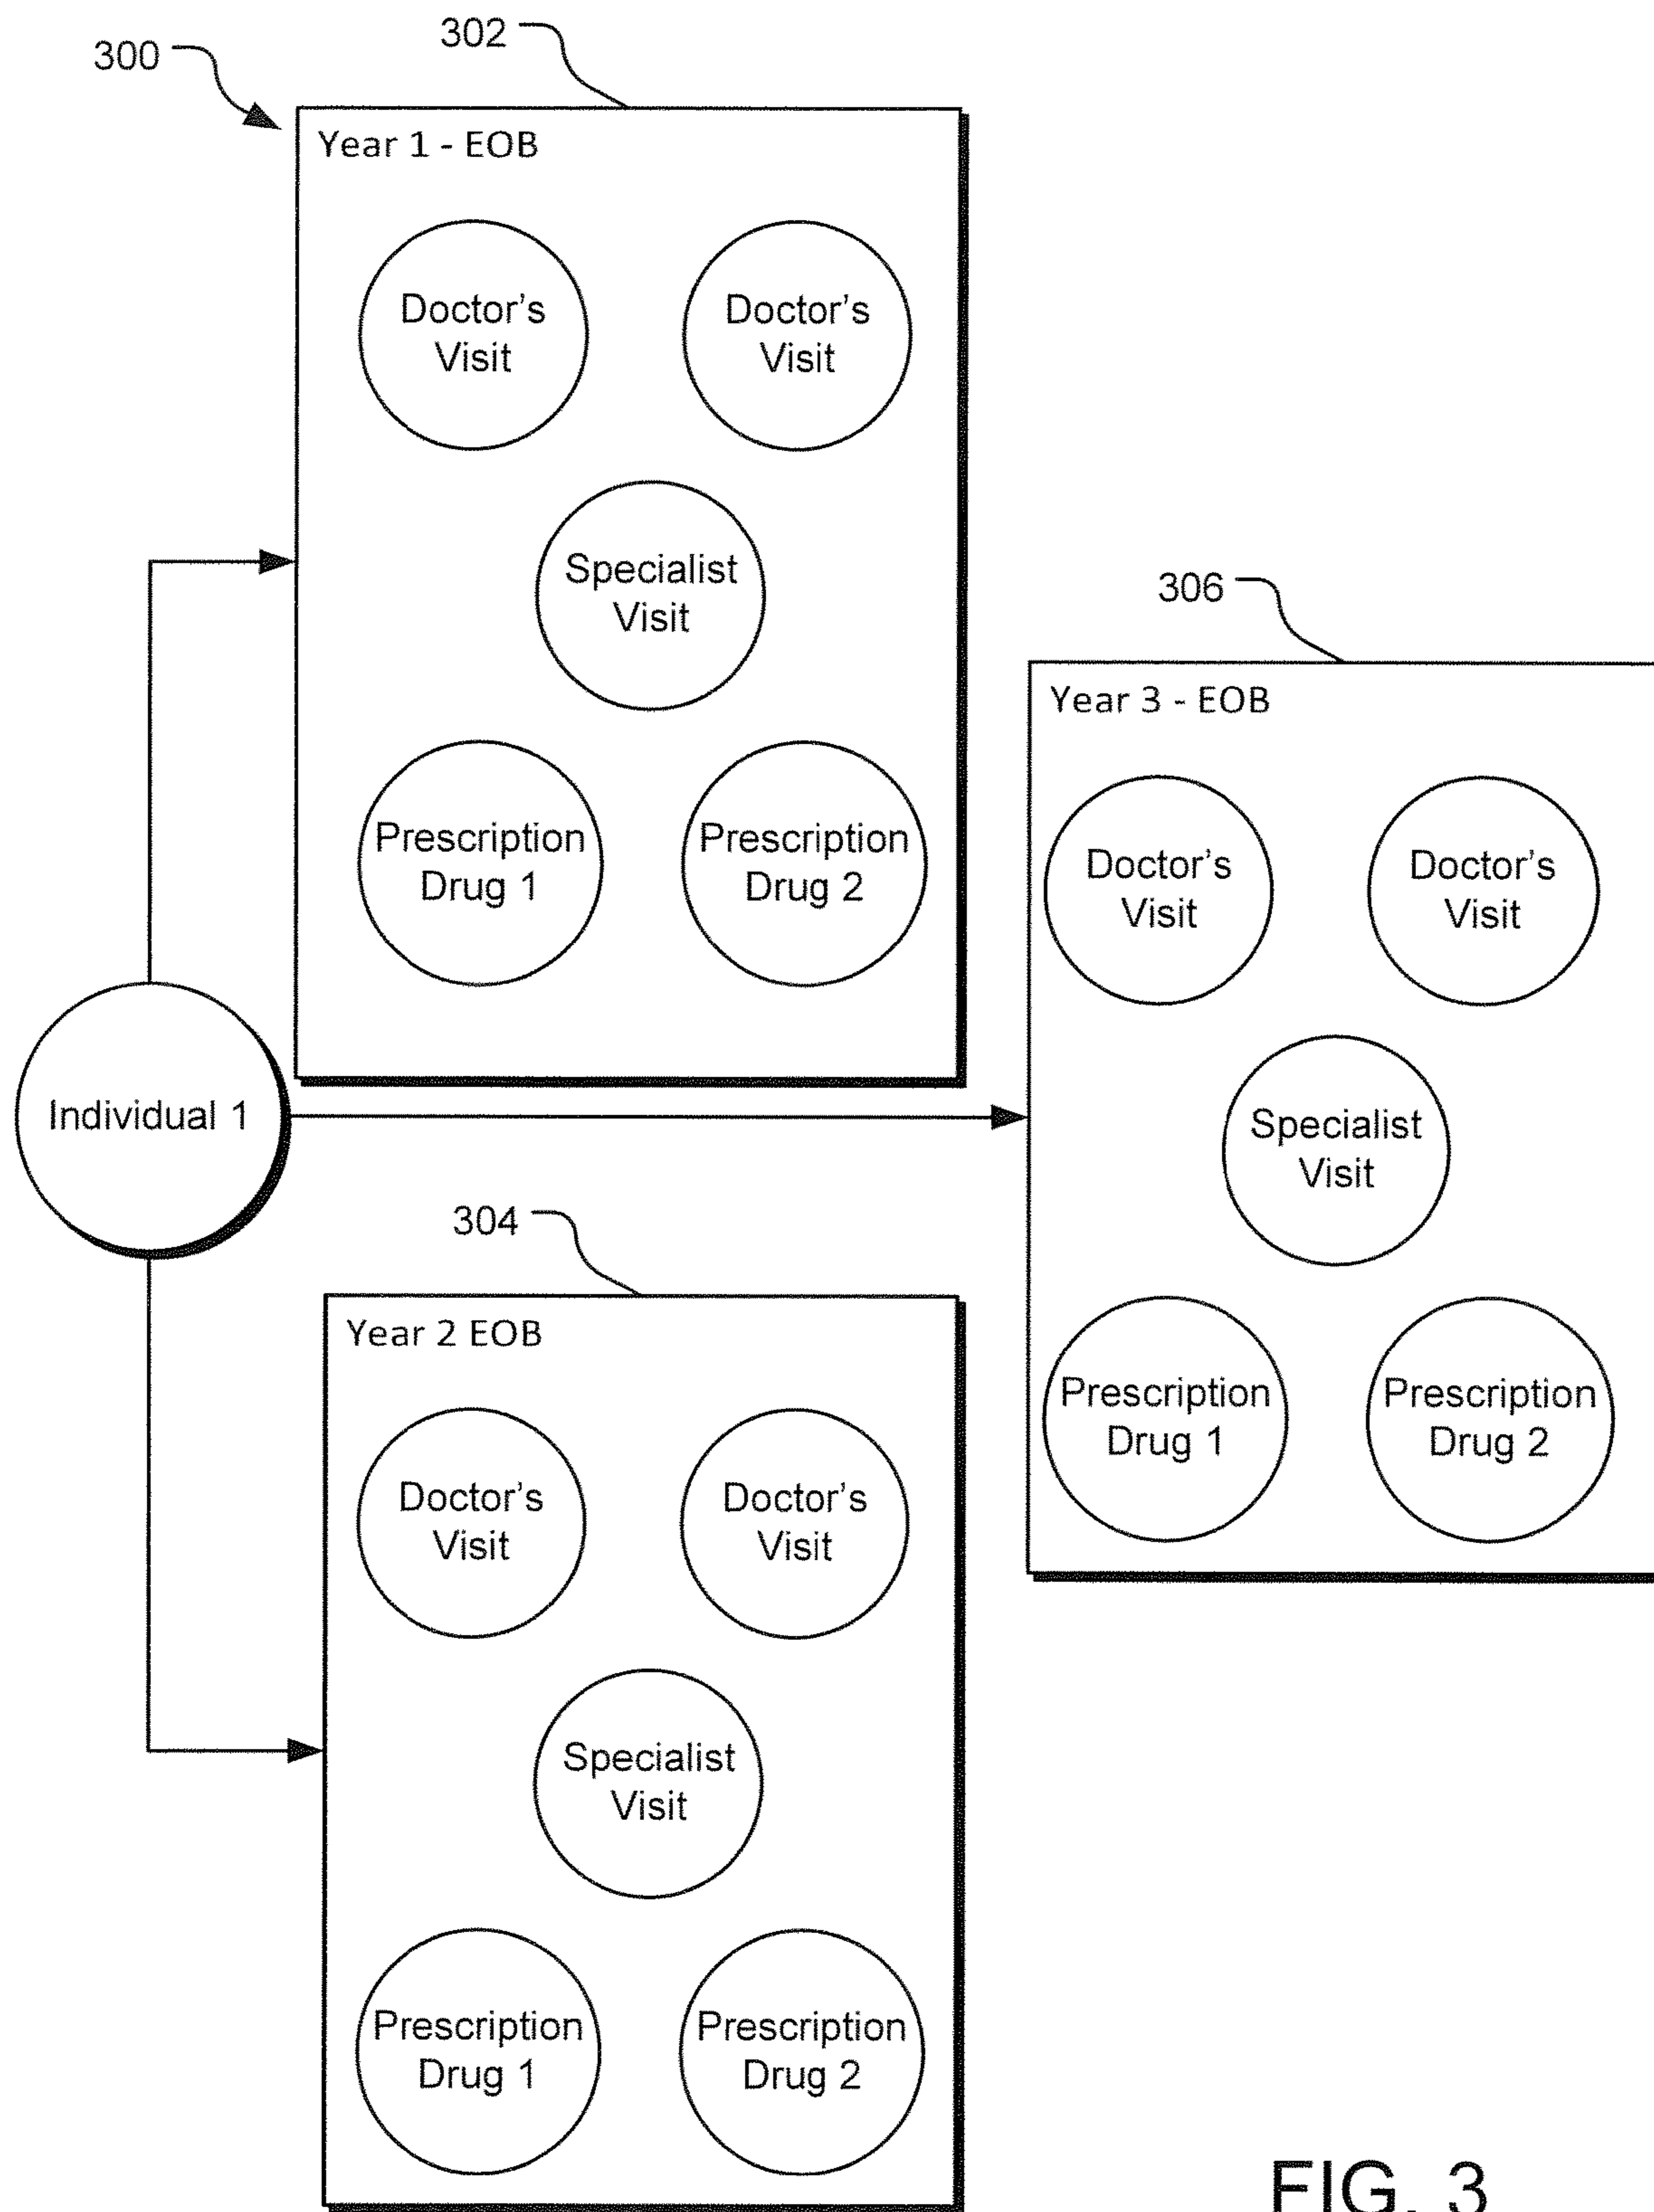 300
302
Year 1 - EOB
Doctor's
Visit
Doctor's
Visit
Specialist
Visit
Prescription
Drug 1
Prescription
Drug 2
306
Year 3 - EOB
Doctor's
Visit
Doctor's
Visit
Specialist
Visit
Prescription
Drug 1
Prescription
Drug 2
Individual 1
304
Year 2 EOB
Doctor's
Visit
Doctor's
Visit
Specialist
Visit
Prescription
Drug 1
Prescription
Drug 2
FIG. 3